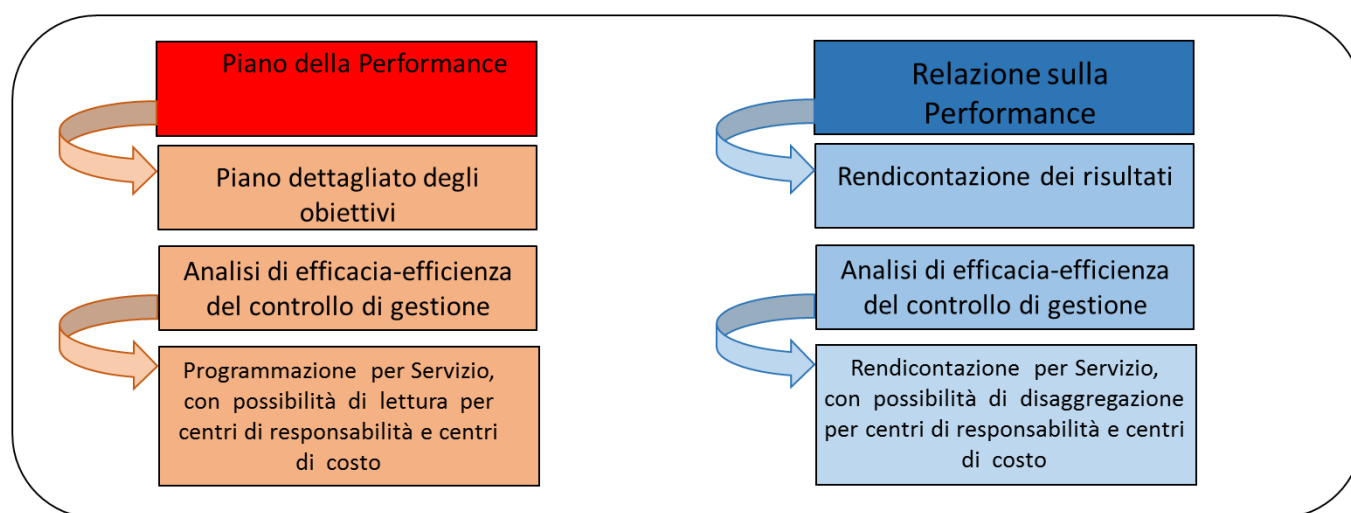 Piano della Performance
Piano dettagliato degli
obiettivi
Analisi di efficacia-efficienza
del controllo di gestione
Programmazione per Servizio,
con possibilità di lettura per
centri di responsabilità e centri
di costo
Relazione sulla
Performance
Rendicontazione dei risultati
Analisi di efficacia-efficienza
del controllo di gestione
Rendicontazione per Servizio,
con possibilità di disaggregazione
per centri di responsabilità e centri
di costo